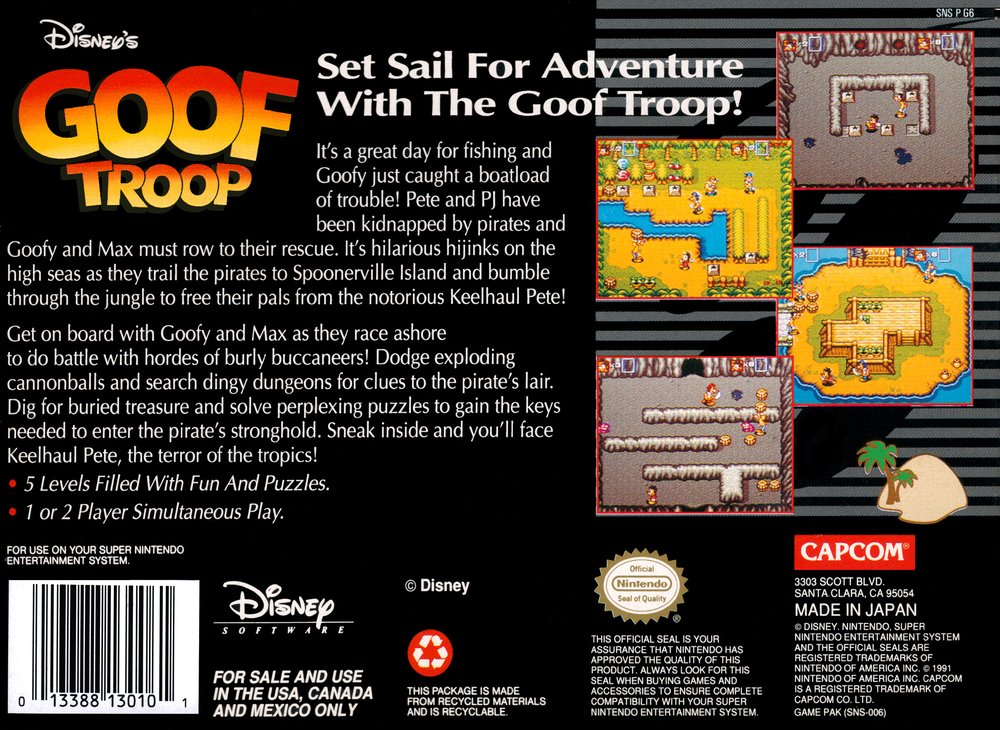 SNS P G6
DISNEY'S
GOOF
TROOP
Set Sail For Adventure
With The Goof Troop!
It's a great day for fishing and
Goofy just caught a boatload
of trouble! Pete and PJ have
been kidnapped by pirates and
Goofy and Max must row to their rescue. It's hilarious hijinks on the
high seas as they trail the pirates to Spoonerville Island and bumble
through the jungle to free their pals from the notorious Keelhaul Pete!
Get on board with Goofy and Max as they race ashore
to do battle with hordes of burly buccaneers! Dodge exploding
cannonballs and search dingy dungeons for clues to the pirate's lair.
Dig for buried treasure and solve perplexing puzzles to gain the keys
needed to enter the pirate's stronghold. Sneak inside and you'll face
Keelhaul Pete, the terror of the tropics!
• 5 Levels Filled With Fun And Puzzles.
• 1 or 2 Player Simultaneous Play.
FOR USE ON YOUR SUPER NINTENDO
ENTERTAINMENT SYSTEM.
0 13388 13010 1
DISNEY
SOFTWARE
FOR SALE AND USE
IN THE USA, CANADA
AND MEXICO ONLY
© Disney
THIS PACKAGE IS MADE
FROM RECYCLED MATERIALS
AND IS RECYCLABLE.
Official
Nintendo
Seal of Quality
®
THIS OFFICIAL SEAL IS YOUR
ASSURANCE THAT NINTENDO HAS
APPROVED THE QUALITY OF THIS
PRODUCT. ALWAYS LOOK FOR THIS
SEAL WHEN BUYING GAMES AND
ACCESSORIES TO ENSURE COMPLETE
COMPATIBILITY WITH YOUR SUPER
NINTENDO ENTERTAINMENT SYSTEM.
CAPCOM®
3303 SCOTT BLVD.
SANTA CLARA, CA 95054
MADE IN JAPAN
© DISNEY. NINTENDO, SUPER
NINTENDO ENTERTAINMENT SYSTEM
AND THE OFFICIAL SEALS ARE
REGISTERED TRADEMARKS OF
NINTENDO OF AMERICA INC. © 1991
NINTENDO OF AMERICA INC. CAPCOM
IS A REGISTERED TRADEMARK OF
CAPCOM CO. LTD.
GAME PAK (SNS-006)